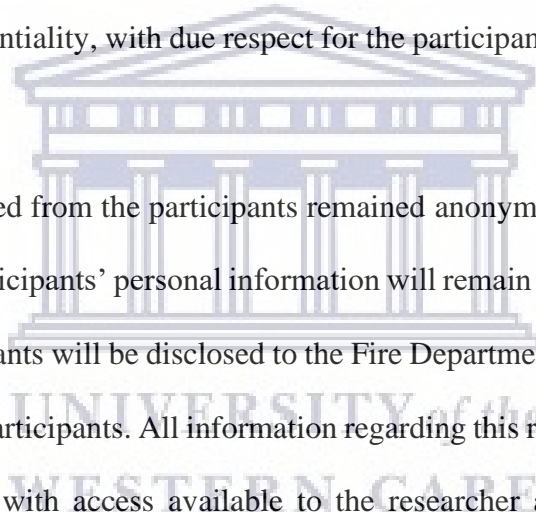 entiality, with due respect for the participan
ed from the participants remained anonym
icipants’ personal information will remain
ants will be disclosed to the Fire Departme
UNIVERSITY of the
articipants. All information regarding this r
WESTERN CAPE
with access available to the researcher a